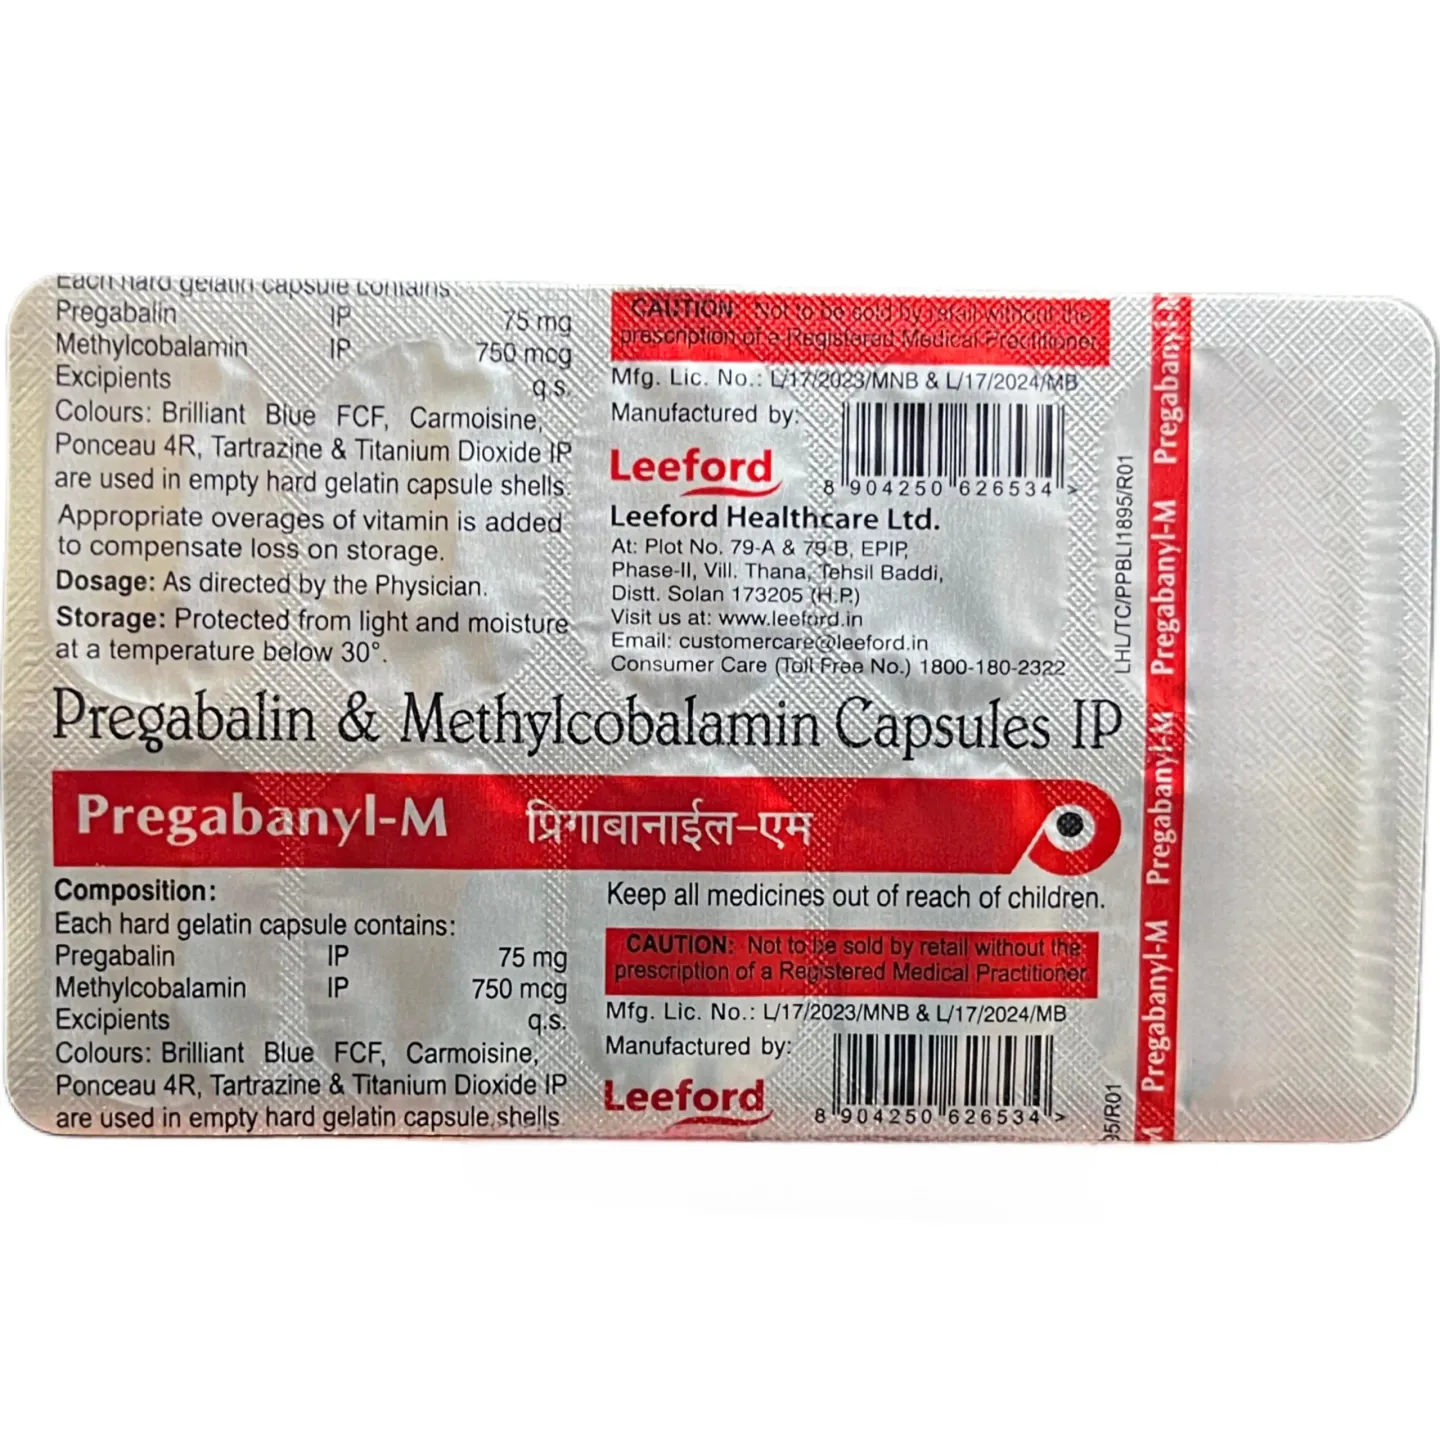 Each hard gelatin capsule contains:
Pregabalin IP 75 mg
Methylcobalamin IP 750 mcg
Excipients q.s.
Colours: Brilliant Blue FCF, Carmoisine,
Ponceau 4R, Tartrazine & Titanium Dioxide IP
are used in empty hard gelatin capsule shells.
Appropriate overages of vitamin is added
to compensate loss on storage.
Dosage: As directed by the Physician.
Storage: Protected from light and moisture
at a temperature below 30°.
CAUTION: Not to be sold by retail without the
prescription of a Registered Medical Practitioner.
Mfg. Lic. No.: L/17/2023/MNB & L/17/2024/MB
Manufactured by:
Leeford
8 904250 626534 >
Leeford Healthcare Ltd.
At: Plot No. 79-A & 79-B, EPIP,
Phase-II, Vill. Thana, Tehsil Baddi,
Distt. Solan 173205 (H.P.)
Visit us at: www.leeford.in
Email: customercare@leeford.in
Consumer Care (Toll Free No.) 1800-180-2322
LHL/TC/PPBLI1895/R01
Pregabalin & Methylcobalamin Capsules IP
Pregabanyl-M प्रिगाबानाईल-एम
Composition:
Each hard gelatin capsule contains:
Pregabalin IP 75 mg
Methylcobalamin IP 750 mcg
Excipients q.s.
Colours: Brilliant Blue FCF, Carmoisine,
Ponceau 4R, Tartrazine & Titanium Dioxide IP
are used in empty hard gelatin capsule shells.
Keep all medicines out of reach of children.
CAUTION: Not to be sold by retail without the
prescription of a Registered Medical Practitioner.
Mfg. Lic. No.: L/17/2023/MNB & L/17/2024/MB
Manufactured by:
Leeford
8 904250 626534 >
95/R01
M Pregabanyl-M Pregabanyl-M Pregabanyl-M Pregabanyl-M